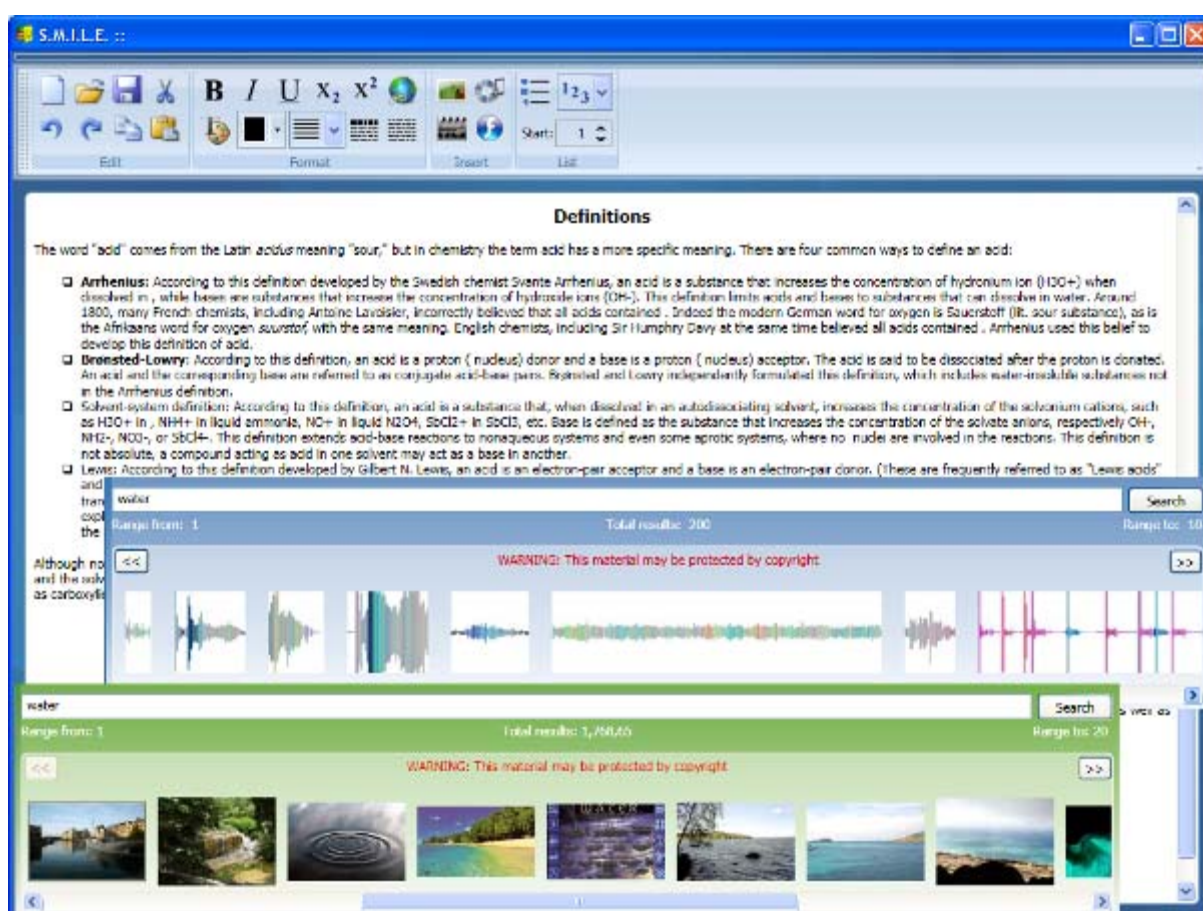 S.M.I.L.E. ::
B I U X₂ X² 1 2 3
Start: 1
Edit Format Insert List
Definitions
The word "acid" comes from the Latin acidus meaning "sour," but in chemistry the term acid has a more specific meaning. There are four common ways to define an acid:
Arrhenius: According to this definition developed by the Swedish chemist Svante Arrhenius, an acid is a substance that increases the concentration of hydronium ion (H3O+) when
dissolved in , while bases are substances that increase the concentration of hydroxide ions (OH-). This definition limits acids and bases to substances that can dissolve in water. Around
1800, many French chemists, including Antoine Lavoisier, incorrectly believed that all acids contained . Indeed the modern German word for oxygen is Sauerstoff (lit. sour substance), as is
the Afrikaans word for oxygen suurstof, with the same meaning. English chemists, including Sir Humphry Davy at the same time believed all acids contained . Arrhenius used this belief to
develop this definition of acid.
Brønsted-Lowry: According to this definition, an acid is a proton ( nucleus) donor and a base is a proton ( nucleus) acceptor. The acid is said to be dissociated after the proton is donated.
An acid and the corresponding base are referred to as conjugate acid-base pairs. Brønsted and Lowry independently formulated this definition, which includes water-insoluble substances not
in the Arrhenius definition.
Solvent-system definition: According to this definition, an acid is a substance that, when dissolved in an autodissociating solvent, increases the concentration of the solvonium cations, such
as H3O+ in , NH4+ in liquid ammonia, NO+ in liquid N2O4, SbCl2+ in SbCl3, etc. Base is defined as the substance that increases the concentration of the solvate anions, respectively OH-,
NH2-, NO3-, or SbCl4-. This definition extends acid-base reactions to nonaqueous systems and even some aprotic systems, where no nuclei are involved in the reactions. This definition is
not absolute, a compound acting as acid in one solvent may act as a base in another.
Lewis: According to this definition developed by Gilbert N. Lewis, an acid is an electron-pair acceptor and a base is an electron-pair donor. (These are frequently referred to as "Lewis acids"
and
tran
expl
the
water Search
Range from: 1 Total results: 200 Range to: 10
Although no
<< WARNING: This material may be protected by copyright >>
and the solv
as carboxylic
water Search
s well as
Range from: 1 Total results: 1,768,65 Range to: 20
<< WARNING: This material may be protected by copyright >>
WATER